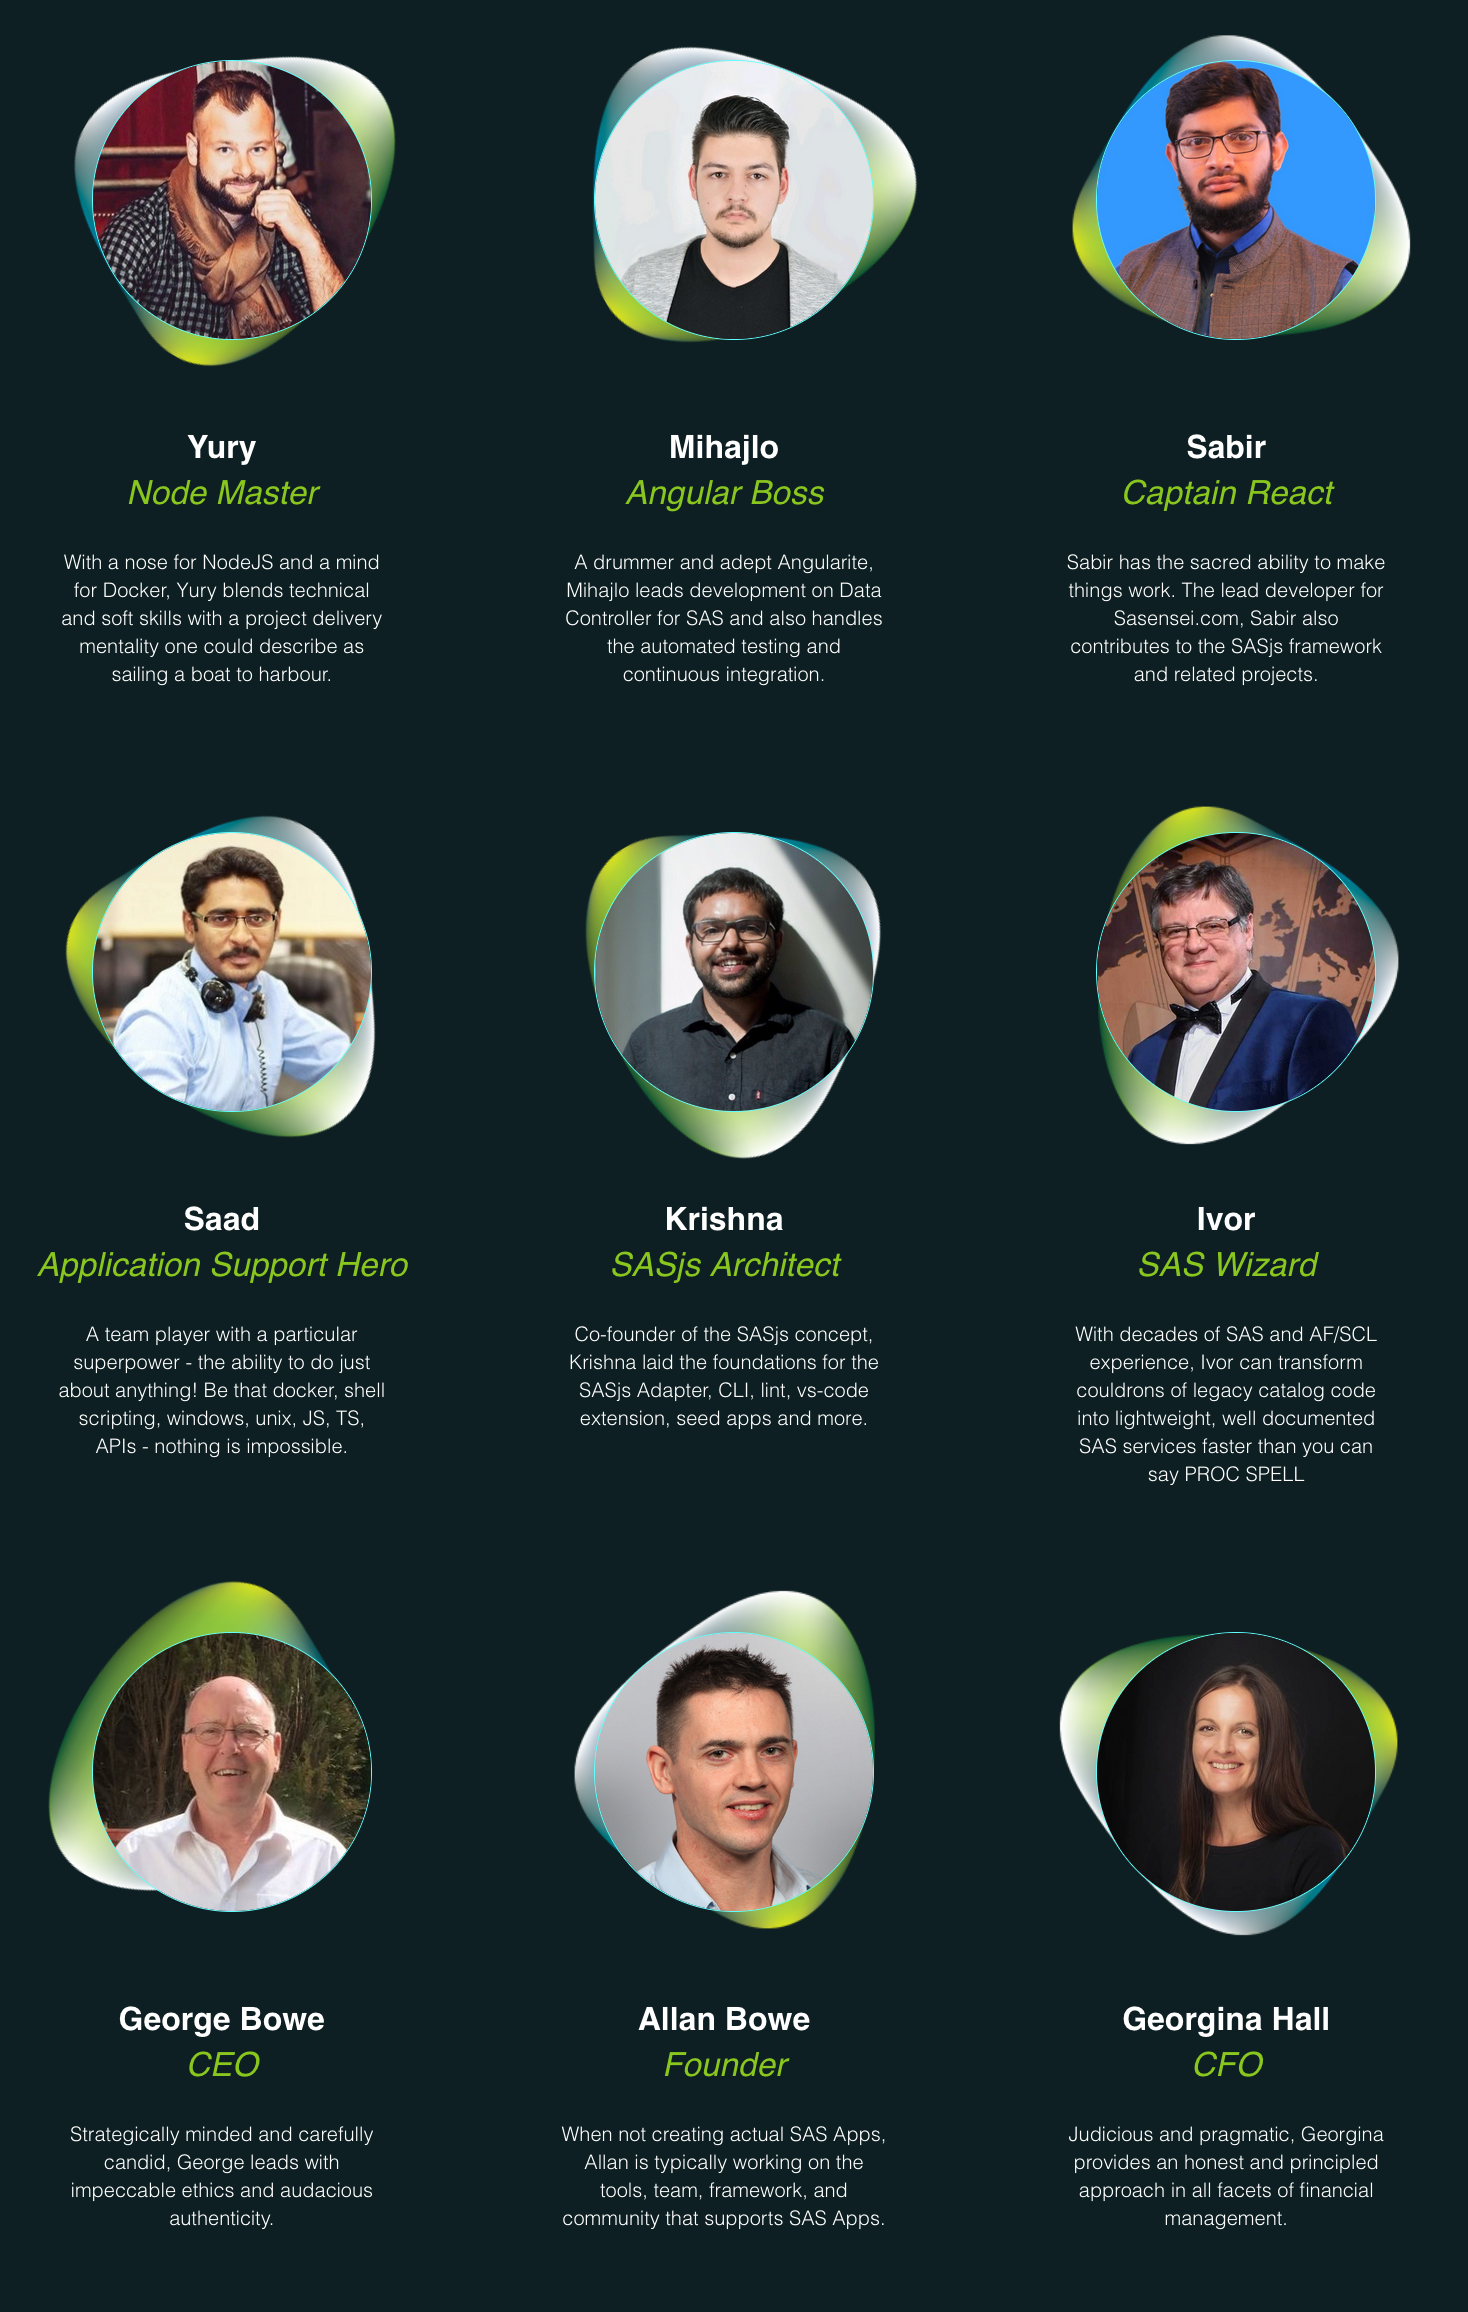 Yury
Node Master
With a nose for NodeJS and a mind
for Docker, Yury blends technical
and soft skills with a project delivery
mentality one could describe as
sailing a boat to harbour.
Mihajlo
Angular Boss
A drummer and adept Angularite,
Mihajlo leads development on Data
Controller for SAS and also handles
the automated testing and
continuous integration.
Sabir
Captain React
Sabir has the sacred ability to make
things work. The lead developer for
Sasensei.com, Sabir also
contributes to the SASjs framework
and related projects.
Saad
Application Support Hero
A team player with a particular
superpower - the ability to do just
about anything! Be that docker, shell
scripting, windows, unix, JS, TS,
APIs - nothing is impossible.
Krishna
SASjs Architect
Co-founder of the SASjs concept,
Krishna laid the foundations for the
SASjs Adapter, CLI, lint, vs-code
extension, seed apps and more.
Ivor
SAS Wizard
With decades of SAS and AF/SCL
experience, Ivor can transform
couldrons of legacy catalog code
into lightweight, well documented
SAS services faster than you can
say PROC SPELL
George Bowe
CEO
Strategically minded and carefully
candid, George leads with
impeccable ethics and audacious
authenticity.
Allan Bowe
Founder
When not creating actual SAS Apps,
Allan is typically working on the
tools, team, framework, and
community that supports SAS Apps.
Georgina Hall
CFO
Judicious and pragmatic, Georgina
provides an honest and principled
approach in all facets of financial
management.